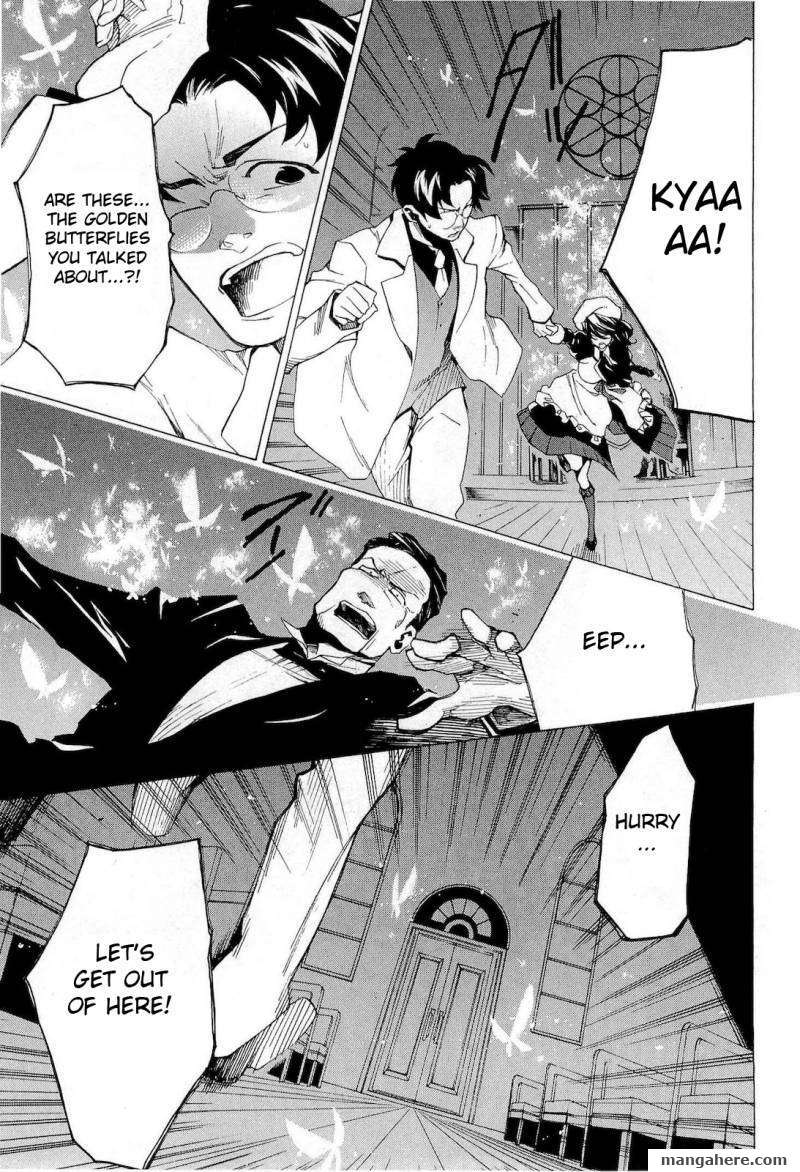 KYAA
AA!
ARE THESE...
THE GOLDEN
BUTTERFLIES
YOU TALKED
ABOUT...?!
EEP...
HURRY
...
LET'S
GET OUT
OF HERE!
mangahere.com